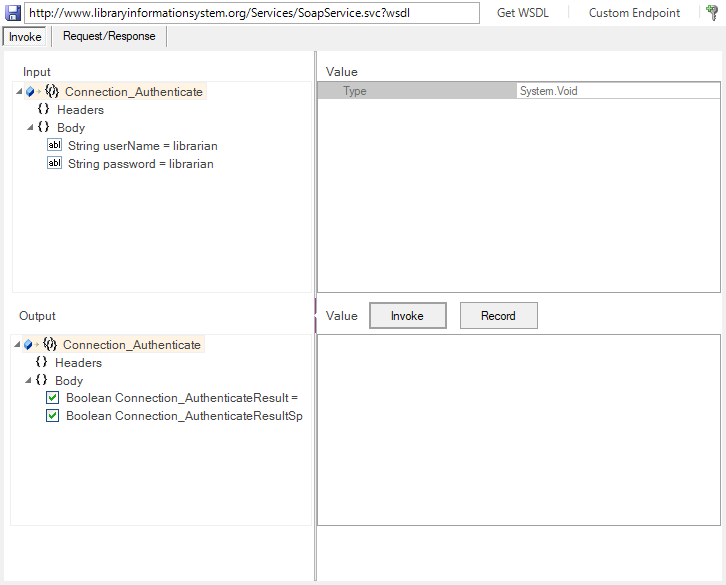 http://www.libraryinformationsystem.org/Services/SoapService.svc?wsdl Get WSDL Custom Endpoint
Invoke Request/Response
Input Value
Connection_Authenticate Type System.Void
{} Headers
{} Body
abl String userName = librarian
abl String password = librarian
Output Value Invoke Record
Connection_Authenticate
{} Headers
{} Body
Boolean Connection_AuthenticateResult =
Boolean Connection_AuthenticateResultSp